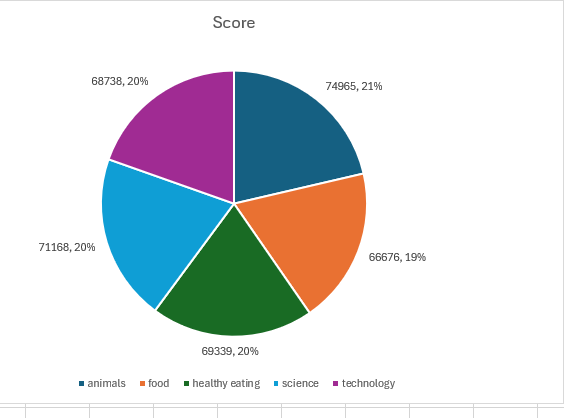 Score
68738, 20%
74965, 21%
71168, 20%
66676, 19%
69339, 20%
animals food healthy eating science technology